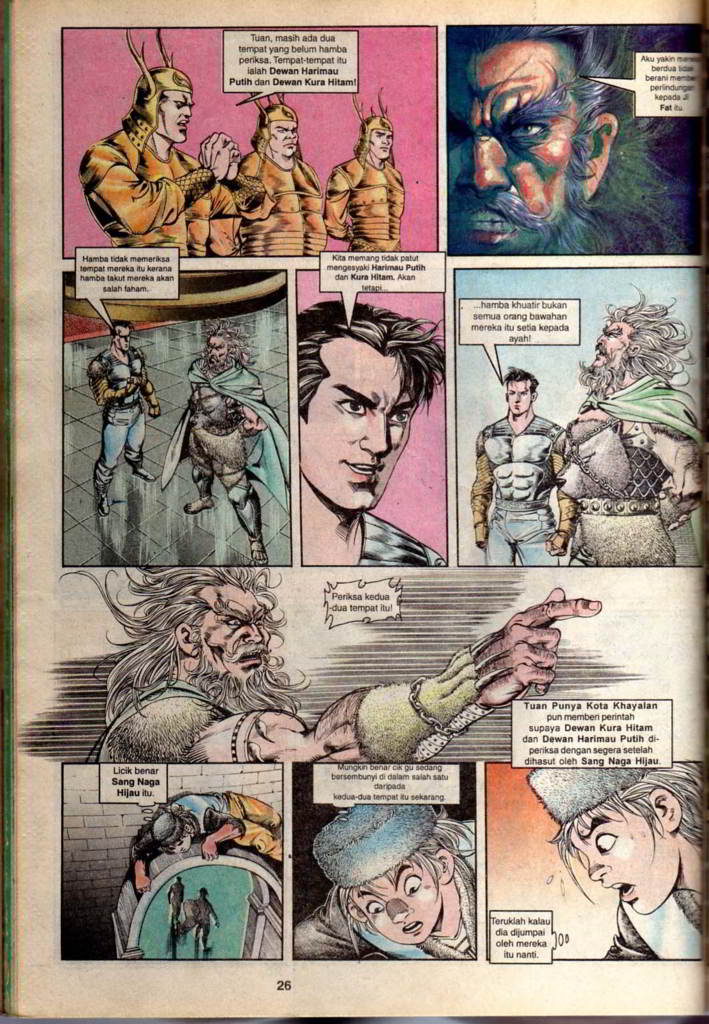 Tuan, masih ada dua
tempat yang belum hamba
periksa. Tempat-tempat itu
ialah Dewan Harimau
Putih dan Dewan Kura Hitam!
Aku yakin
berdua tidak
berani
perlindungan
kepada Ji
Fat itu.
Hamba tidak memeriksa
tempat mereka itu kerana
hamba takut mereka akan
salah faham.
Kita memang tidak patut
mengesyaki Harimau Putih
dan Kura Hitam. Akan
tetapi...
...hamba khuatir bukan
semua orang bawahan
mereka itu setia kepada
ayah!
Periksa kedua
-dua tempat itu!
Tuan Punya Kota Khayalan
pun memberi perintah
supaya Dewan Kura Hitam
dan Dewan Harimau Putih di-
periksa dengan segera setelah
dihasut oleh Sang Naga Hijau.
Licik benar
Sang Naga
Hijau itu.
Mungkin benar cik gu sedang
bersembunyi di dalam salah satu
daripada
kedua-dua tempat itu sekarang.
Teruklah kalau
dia dijumpai
oleh mereka
itu nanti.
26